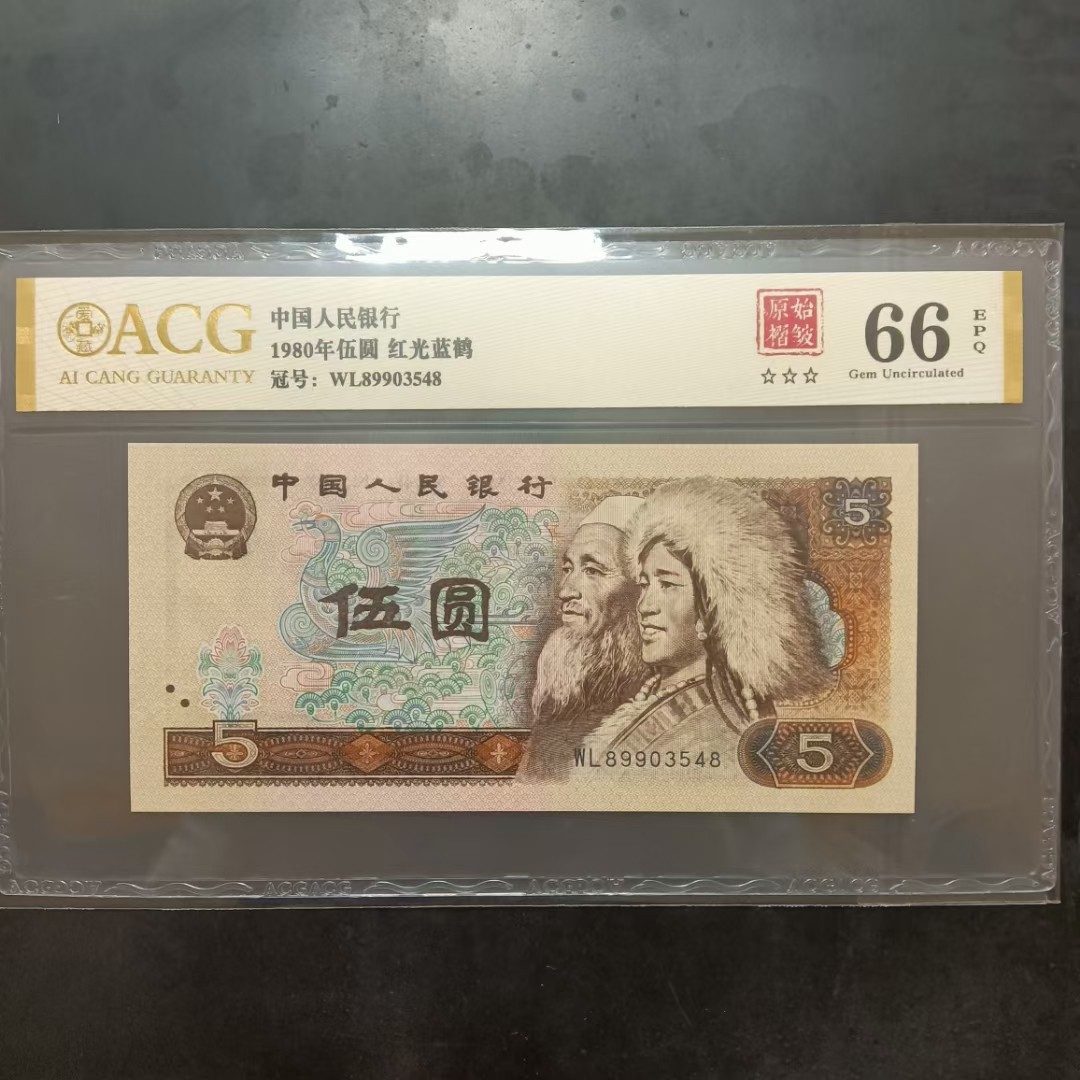 ACG
AI CANG GUARANTY
中国人民银行
1980年伍圆 红光蓝鹤
冠号：WL89903548
原始
褶皱
☆☆☆
66
EPQ
Gem Uncirculated
中国人民银行
5
伍圆
5
WL89903548
5
ACGACG